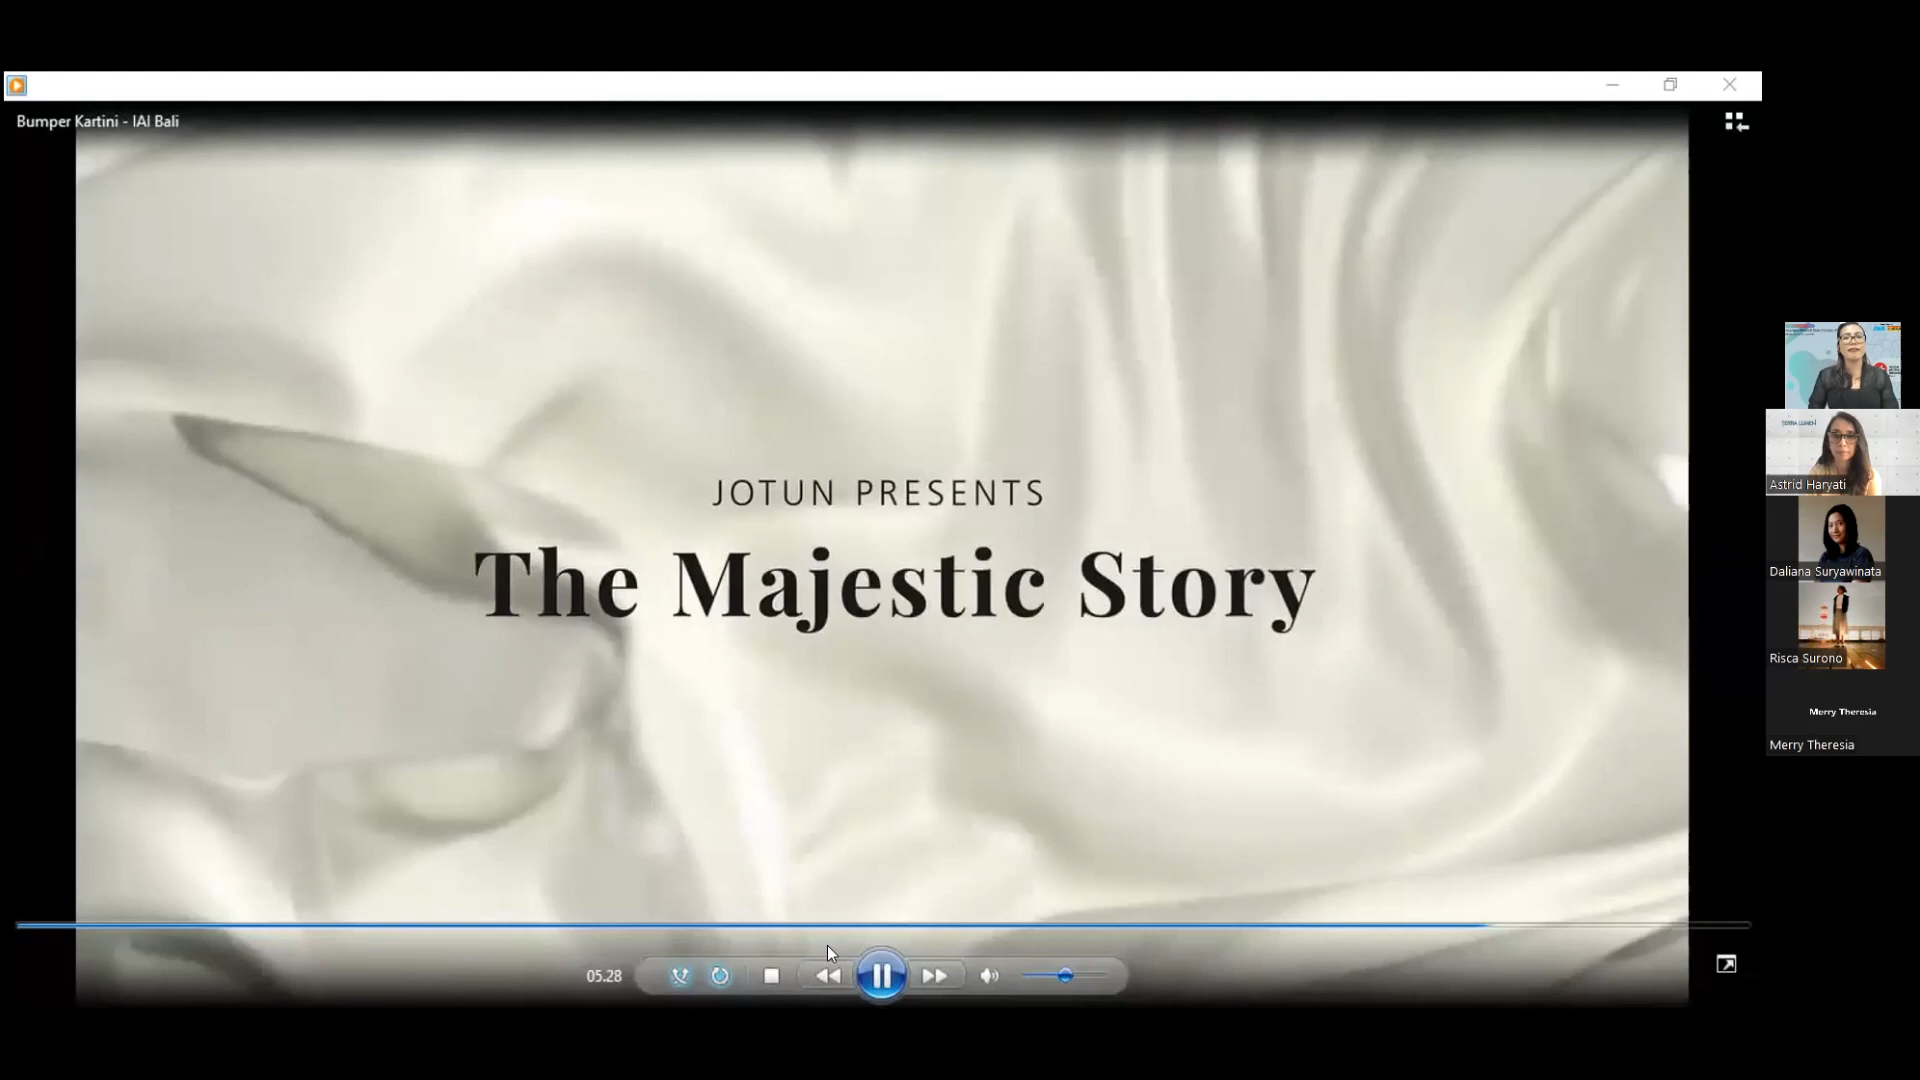 Bumper Kartini - IAI Bali
JOTUN PRESENTS
The Majestic Story
05.28
Astrid Haryati
Daliana Suryawinata
Risca Surono
Merry Theresia
Merry Theresia